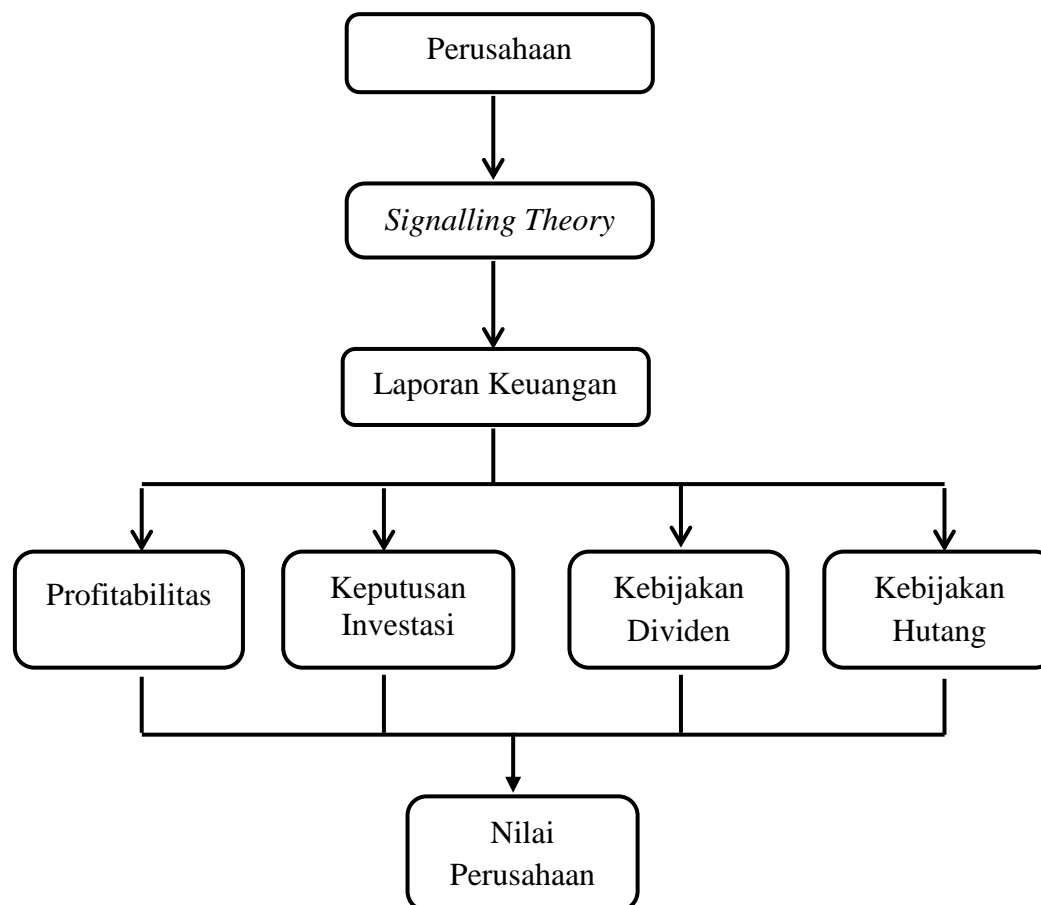 Perusahaan
Signalling Theory
Laporan Keuangan
Profitabilitas
Keputusan
Investasi
Kebijakan
Dividen
Kebijakan
Hutang
Nilai
Perusahaan